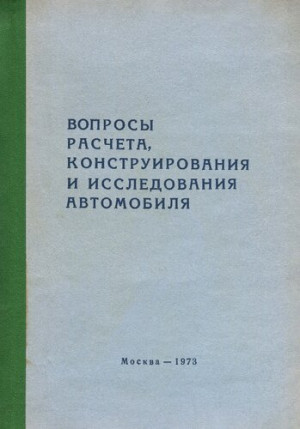 ВОПРОСЫ
РАСЧЕТА,
КОНСТРУИРОВАНИЯ
И ИССЛЕДОВАНИЯ
АВТОМОБИЛЯ
Москва — 1973